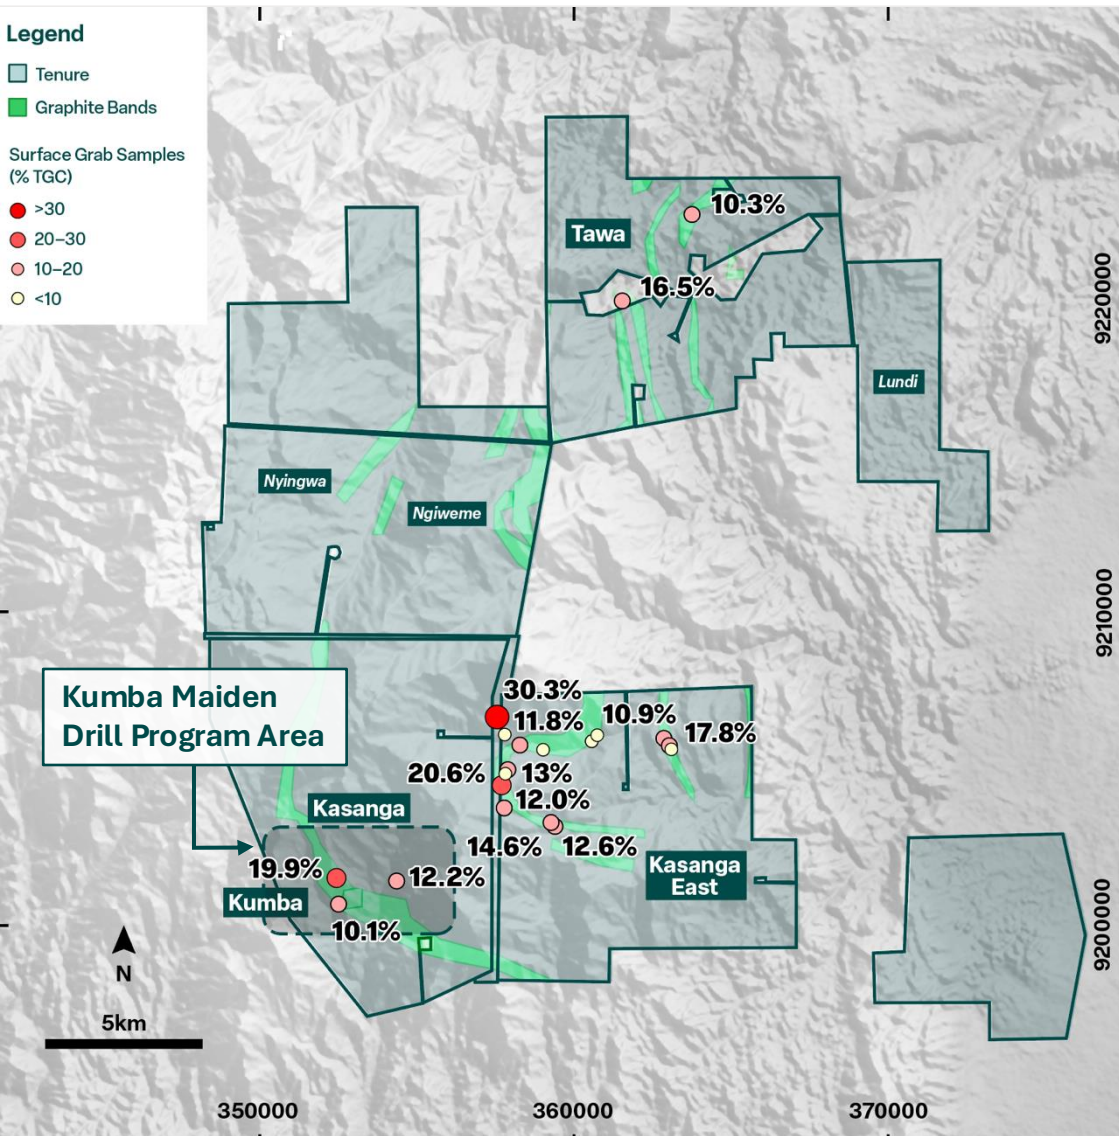 Legend
Tenure
Graphite Bands
Surface Grab Samples
(% TGC)
>30
20–30
10–20
<10
10.3%
Tawa
16.5%
9220000
Lundi
Nyingwa
Ngiweme
9210000
Kumba Maiden
Drill Program Area
30.3%
11.8%
10.9%
17.8%
20.6%
13%
12.0%
Kasanga
14.6%
12.6%
19.9%
12.2%
Kasanga
East
Kumba
10.1%
9200000
N
5km
350000
360000
370000